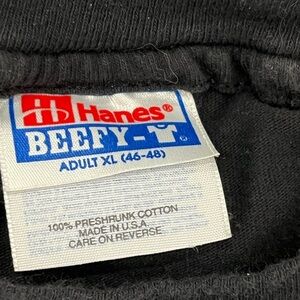 Hanes®
BEEFY-T®
ADULT XL (46-48)
100% PRESHRUNK COTTON
MADE IN U.S.A
CARE ON REVERSE